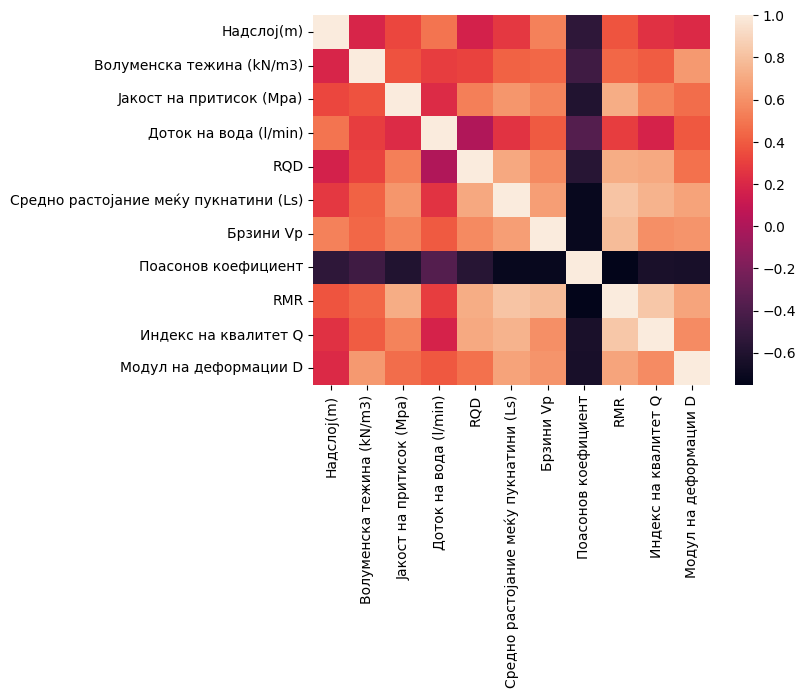 Надслој(m)
Волуменска тежина (kN/m3)
Јакост на притисок (Mpa)
Доток на вода (l/min)
RQD
Средно растојание меѓу пукнатини (Ls)
Брзини Vp
Поасонов коефициент
RMR
Индекс на квалитет Q
Модул на деформации D
1.0
0.8
0.6
0.4
0.2
0.0
−0.2
−0.4
−0.6
Надслој(m)
Волуменска тежина (kN/m3)
Јакост на притисок (Mpa)
Доток на вода (l/min)
RQD
Средно растојание меѓу пукнатини (Ls)
Брзини Vp
Поасонов коефициент
RMR
Индекс на квалитет Q
Модул на деформации D